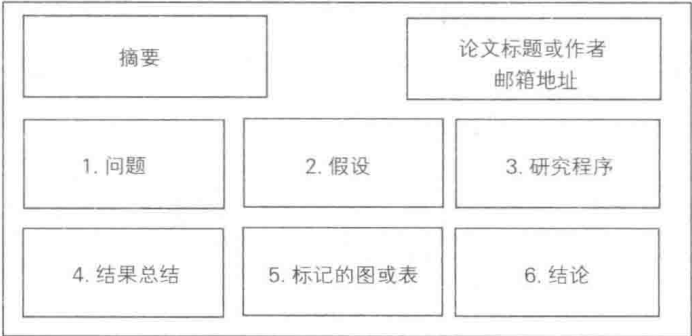 摘要
论文标题或作者
邮箱地址
1. 问题
2. 假设
3. 研究程序
4. 结果总结
5. 标记的图或表
6. 结论